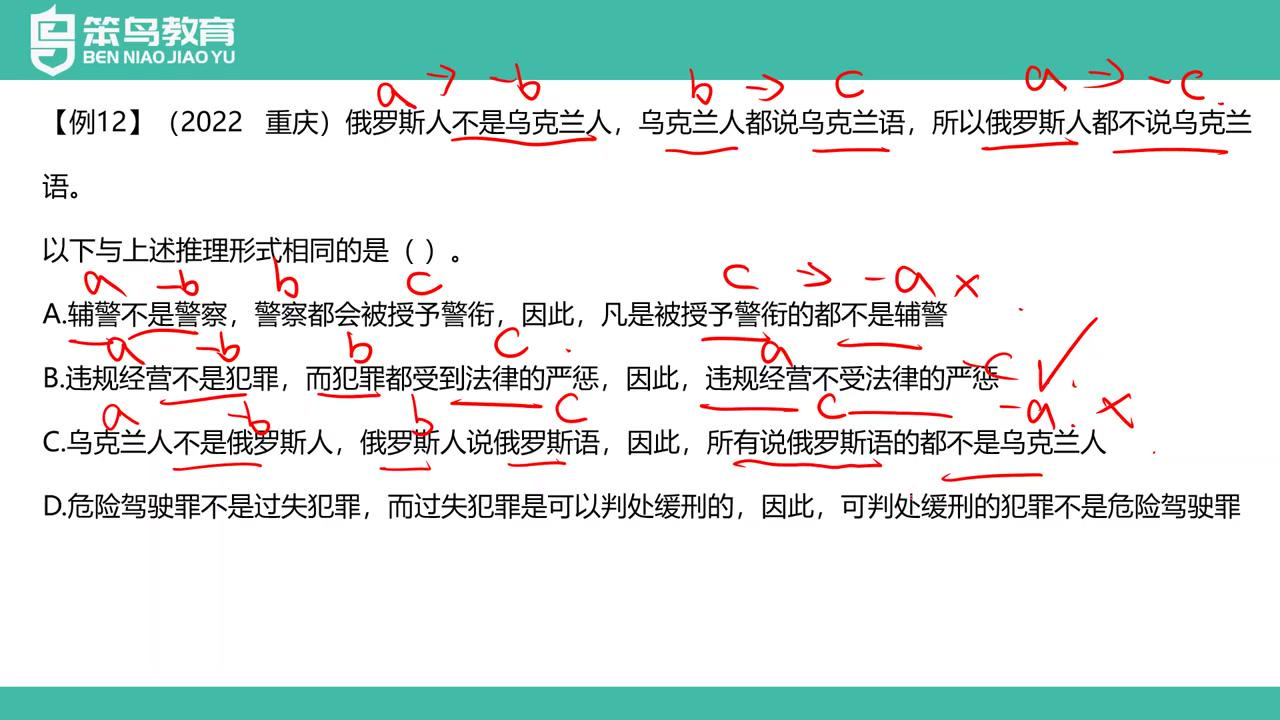 笨鸟教育
BEN NIAO JIAO YU
a → -b b → c a → -c
【例12】（2022 重庆）俄罗斯人不是乌克兰人，乌克兰人都说乌克兰语，所以俄罗斯人都不说乌克兰
语。
以下与上述推理形式相同的是（ ）。
a -b b c c → -a ×
A.辅警不是警察，警察都会被授予警衔，因此，凡是被授予警衔的都不是辅警
a -b b c a -c ✓
B.违规经营不是犯罪，而犯罪都受到法律的严惩，因此，违规经营不受法律的严惩
a -b b c c -a ×
C.乌克兰人不是俄罗斯人，俄罗斯人说俄罗斯语，因此，所有说俄罗斯语的都不是乌克兰人
D.危险驾驶罪不是过失犯罪，而过失犯罪是可以判处缓刑的，因此，可判处缓刑的犯罪不是危险驾驶罪